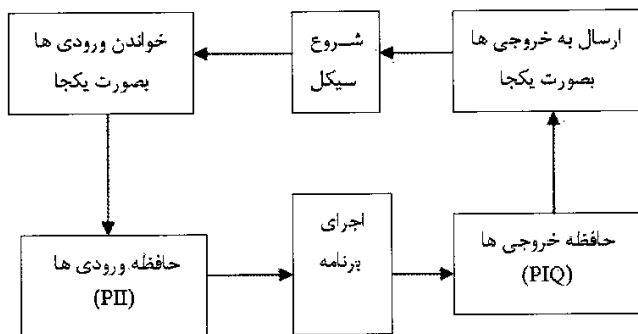 ارسال به خروجی ها
بصورت یکجا
شــروع
سیکل
خواندن ورودی ها
بصورت یکجا
حافظه ورودی ها
(PII)
اجرای
برنامه
حافظه خروجی ها
(PIQ)